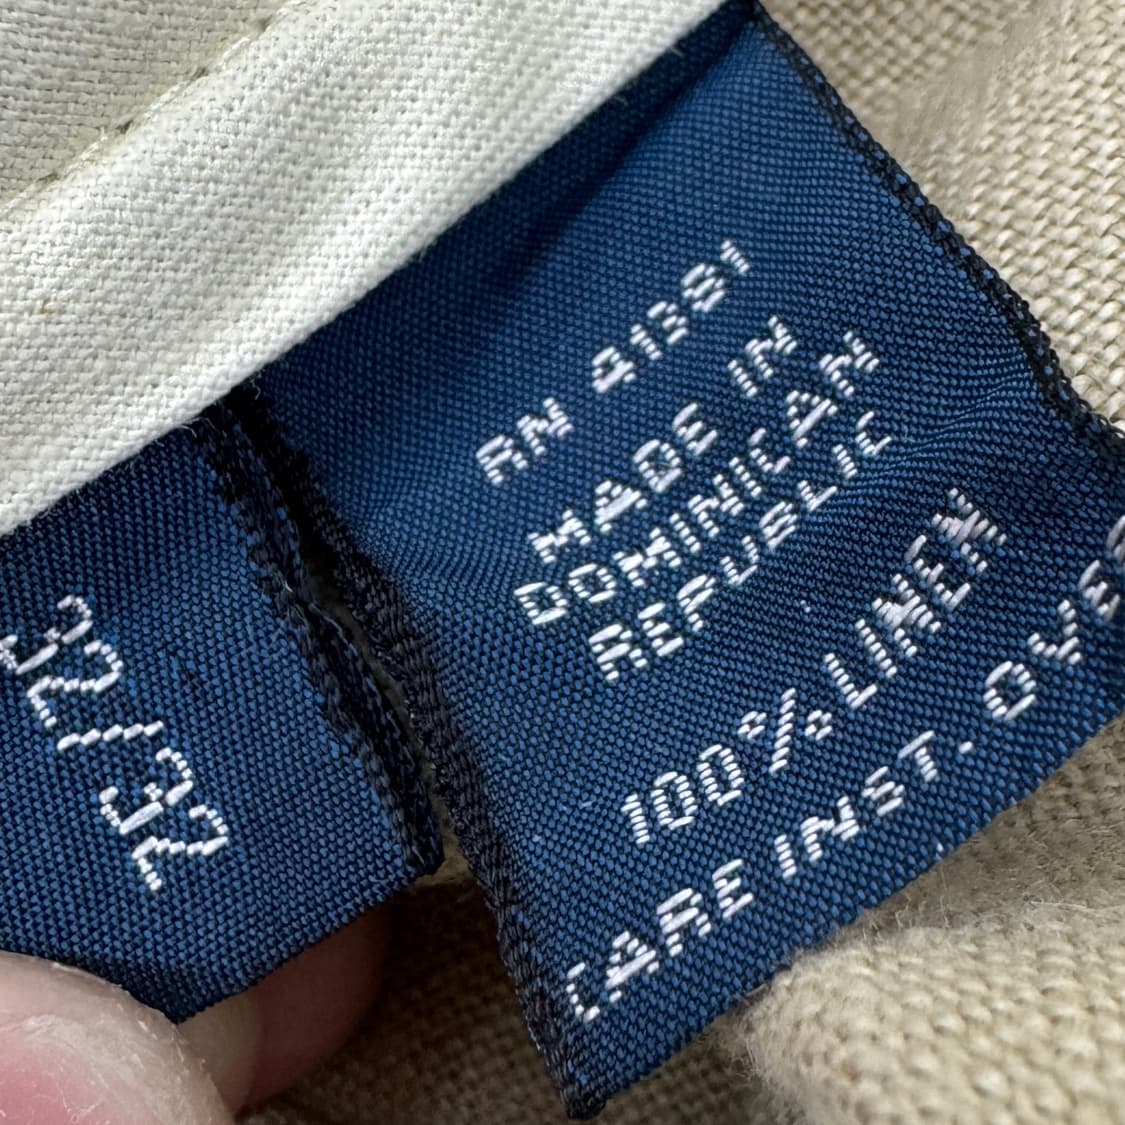 RN 41381
MADE IN
DOMINICAN
REPUBLIC
100% LINEN
CARE INST. OVER
32/32